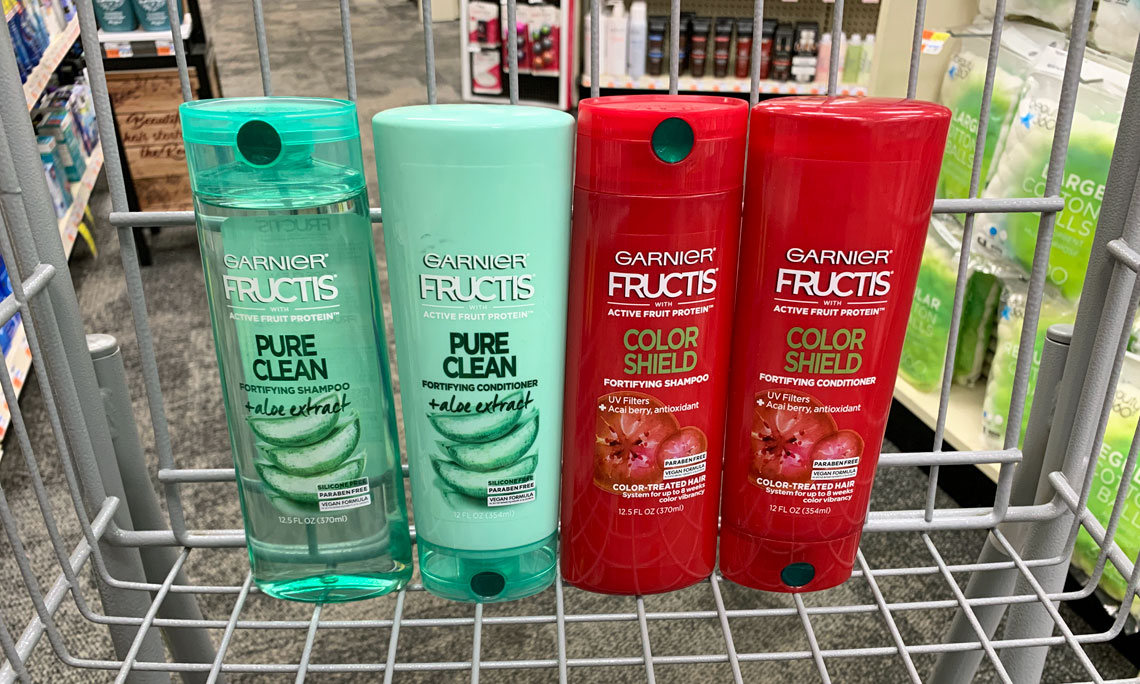 GARNIER
FRUCTIS
WITH
ACTIVE FRUIT PROTEIN™
PURE
CLEAN
FORTIFYING SHAMPOO
+aloe extract
SILICONE FREE
PARABEN FREE
VEGAN FORMULA
12.5 FL OZ (370ml)
GARNIER
FRUCTIS
WITH
ACTIVE FRUIT PROTEIN™
PURE
CLEAN
FORTIFYING CONDITIONER
+aloe extract
SILICONE FREE
PARABEN FREE
VEGAN FORMULA
12 FL OZ (354ml)
GARNIER
FRUCTIS
WITH
ACTIVE FRUIT PROTEIN™
COLOR
SHIELD
FORTIFYING SHAMPOO
UV Filters
+ Acai berry, antioxidant
PARABEN FREE
VEGAN FORMULA
COLOR-TREATED HAIR
System for up to 8 weeks
color vibrancy
12.5 FL OZ (370ml)
GARNIER
FRUCTIS
WITH
ACTIVE FRUIT PROTEIN™
COLOR
SHIELD
FORTIFYING CONDITIONER
UV Filters
+ Acai berry, antioxidant
PARABEN FREE
VEGAN FORMULA
COLOR-TREATED HAIR
System for up to 8 weeks
color vibrancy
12 FL OZ (354ml)
LARGE
COTTON